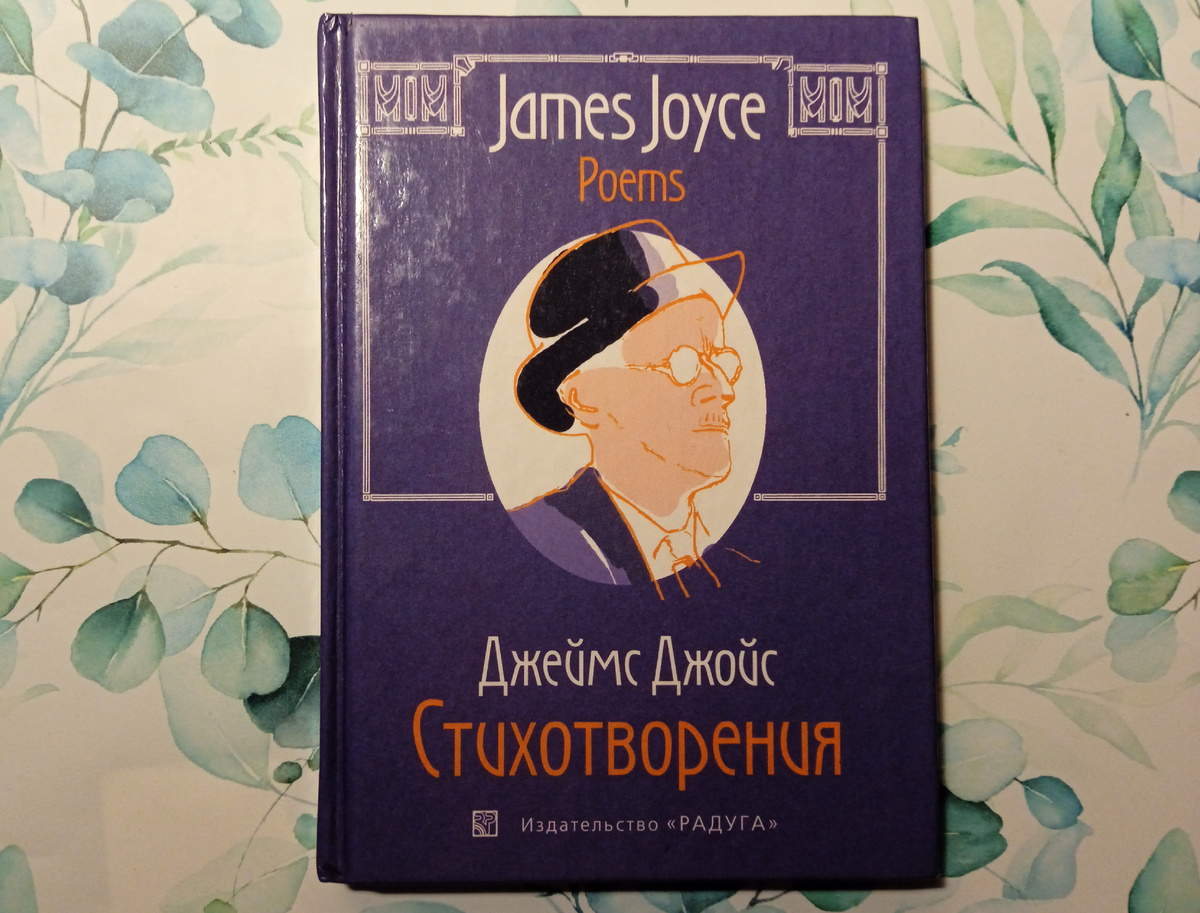 James Joyce
Poems
Джеймс Джойс
Стихотворения
Издательство «РАДУГА»